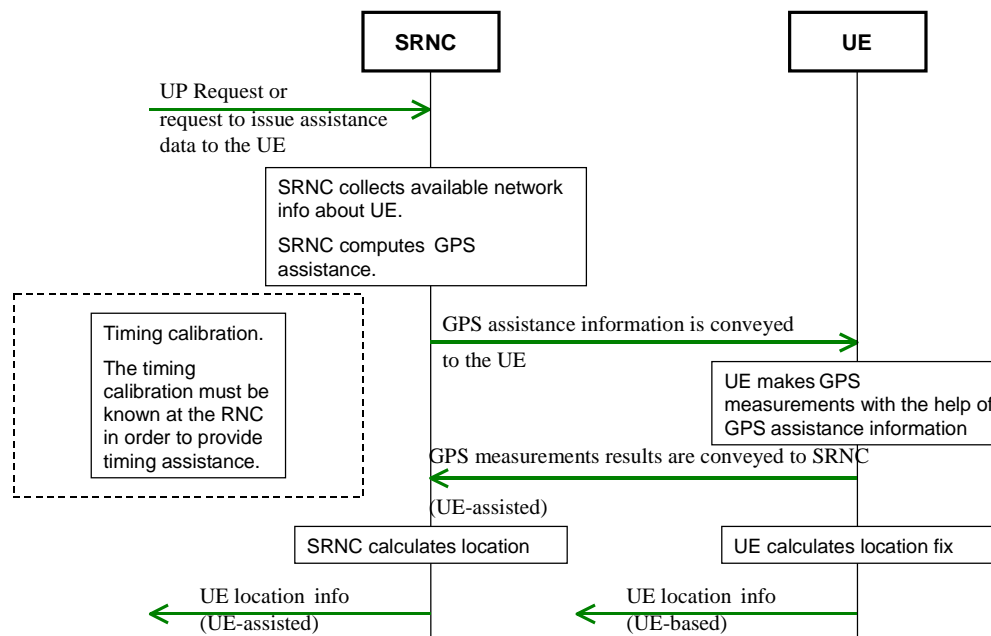 SRNC
UE
UP Request or
request to issue assistance
data to the UE
SRNC collects available network
info about UE.
SRNC computes GPS
assistance.
Timing calibration.
The timing
calibration must be
known at the RNC
in order to provide
timing assistance.
GPS assistance information is conveyed
to the UE
UE makes GPS
measurements with the help of
GPS assistance information
GPS measurements results are conveyed to SRNC
(UE-assisted)
SRNC calculates location
UE calculates location fix
UE location info
(UE-assisted)
UE location info
(UE-based)